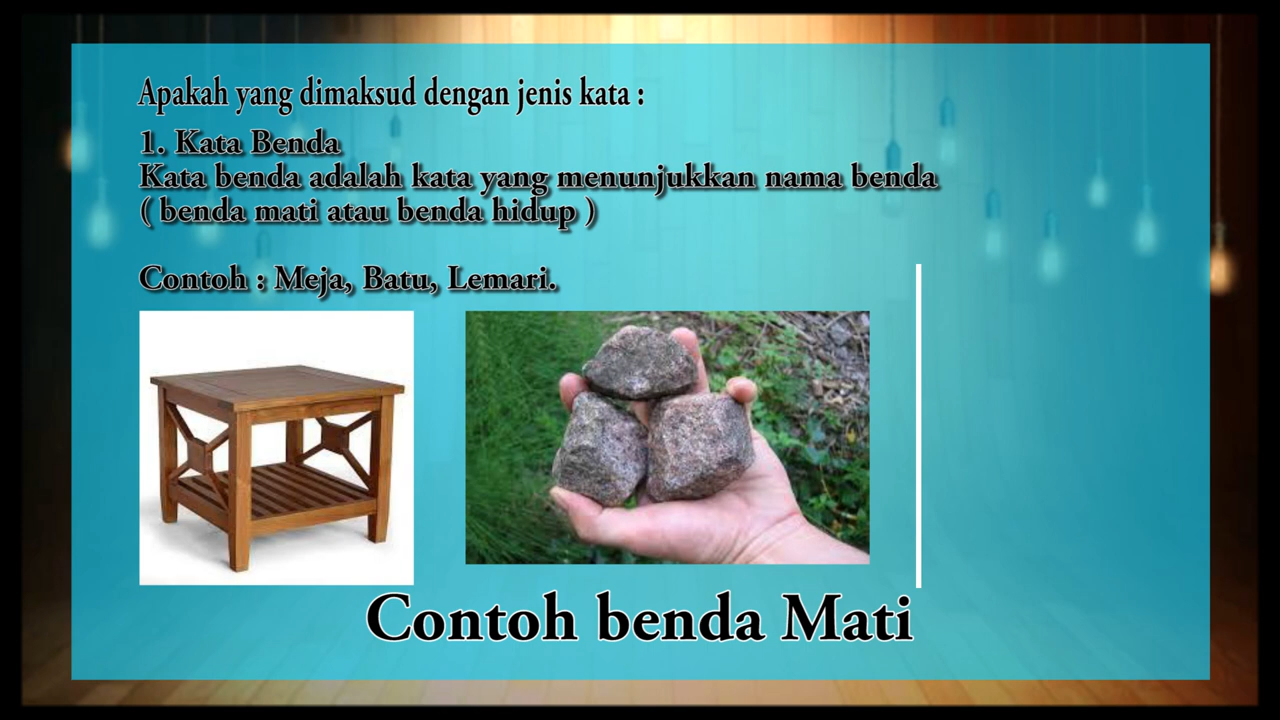 Apakah yang dimaksud dengan jenis kata :
1. Kata Benda
Kata benda adalah kata yang menunjukkan nama benda
( benda mati atau benda hidup )
Contoh : Meja, Batu, Lemari.
Contoh benda Mati